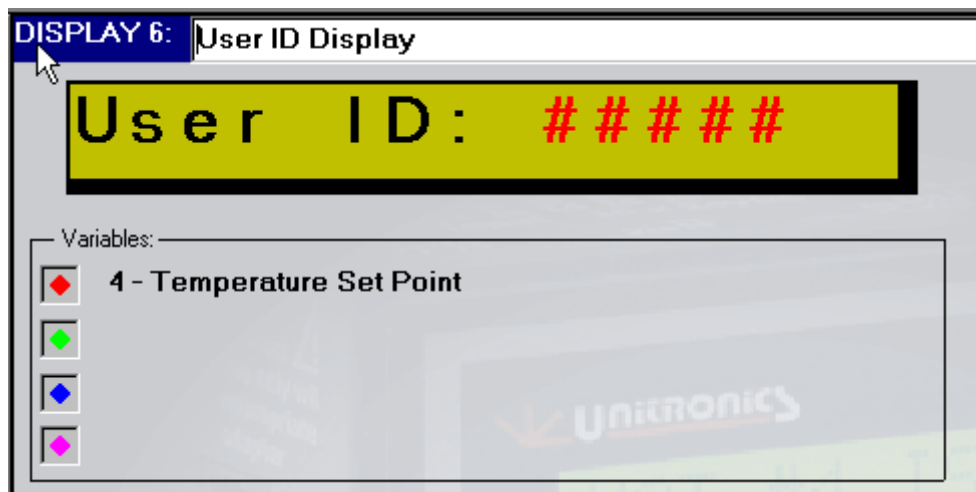 DISPLAY 6: User ID Display
User ID: #####
Variables:
4 - Temperature Set Point
Unitronics